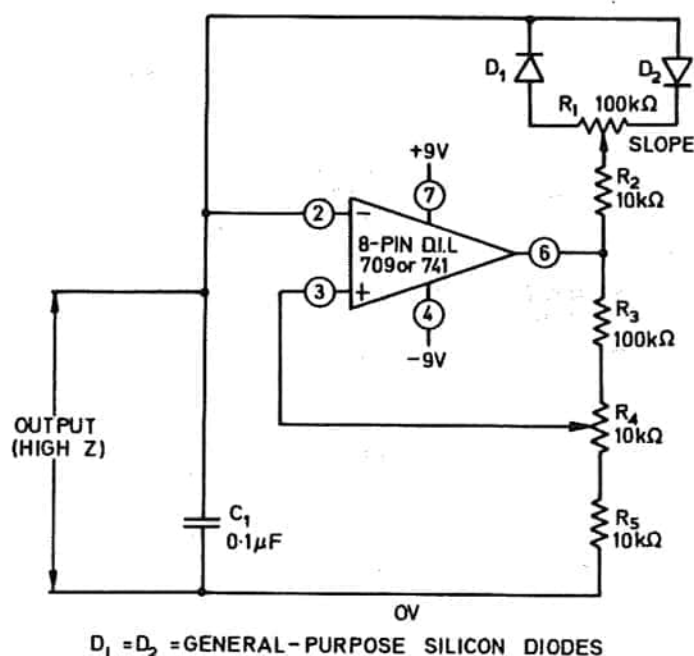 D₁
D₂
R₁ 100kΩ
SLOPE
+9V
7
R₂
10kΩ
2
−
8-PIN D.I.L
709 or 741
6
3
+
4
−9V
R₃
100kΩ
R₄
10kΩ
OUTPUT
(HIGH Z)
C₁
0·1µF
R₅
10kΩ
0V
D₁ = D₂ = GENERAL-PURPOSE SILICON DIODES